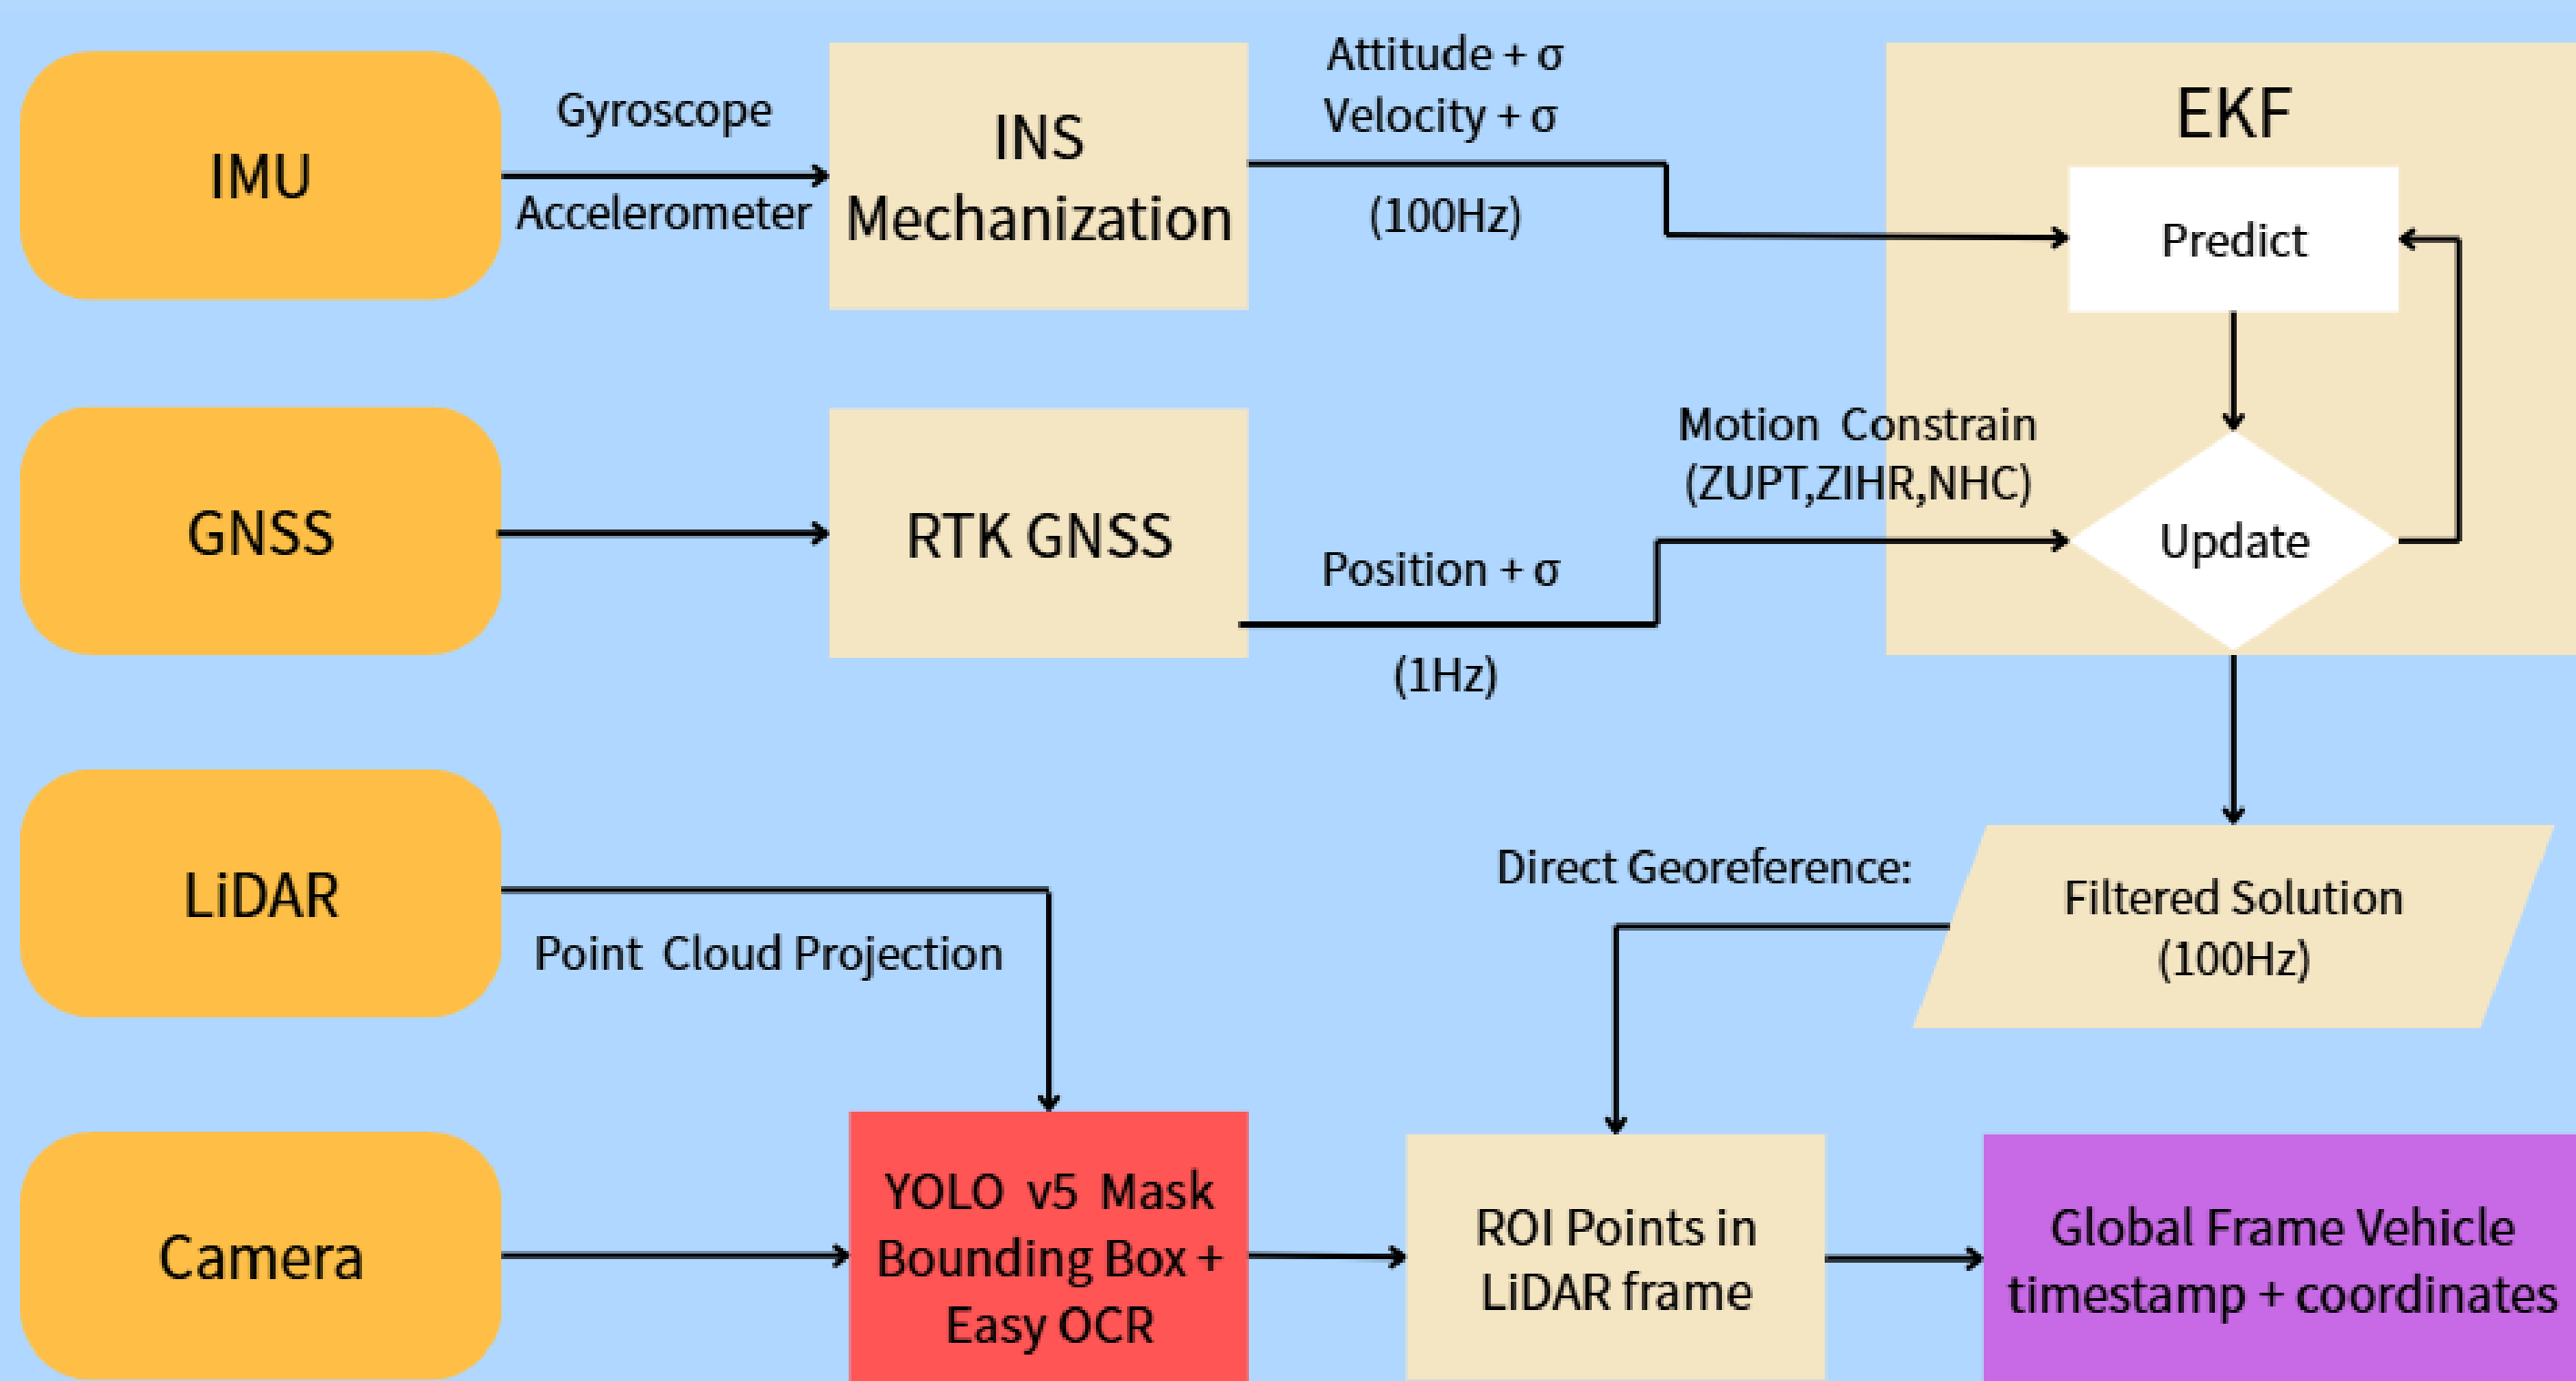 IMU
Gyroscope
Accelerometer
INS
Mechanization
Attitude + σ
Velocity + σ
(100Hz)
EKF
Predict
GNSS
RTK GNSS
Position + σ
(1Hz)
Motion Constrain
(ZUPT,ZIHR,NHC)
Update
LiDAR
Point Cloud Projection
Direct Georeference:
Filtered Solution
(100Hz)
Camera
YOLO v5 Mask
Bounding Box +
Easy OCR
ROI Points in
LiDAR frame
Global Frame Vehicle
timestamp + coordinates